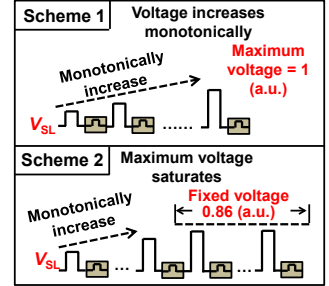 Scheme 1
Voltage increases
monotonically
Monotonically
increase
Maximum
voltage = 1
(a.u.)
VSL
......
Scheme 2
Maximum voltage
saturates
Fixed voltage
0.86 (a.u.)
Monotonically
increase
VSL
...
...